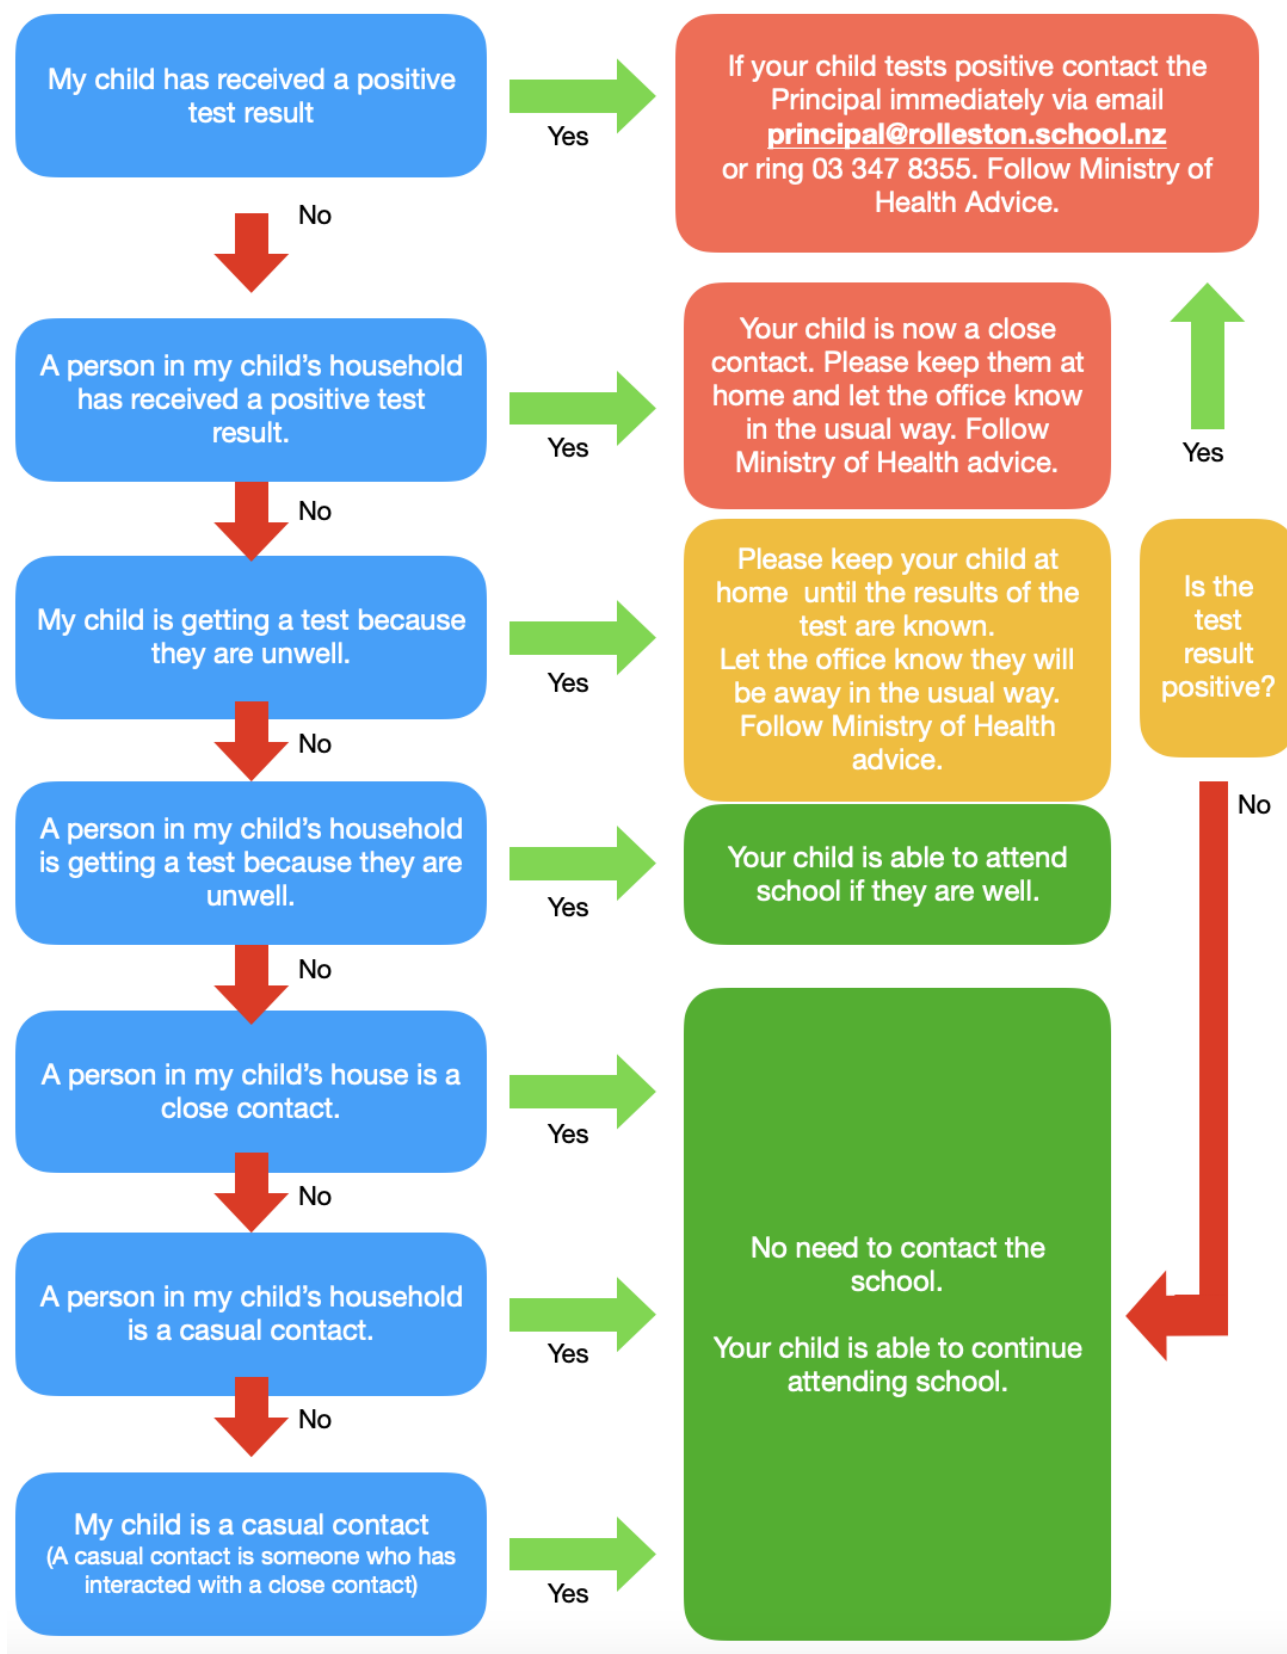 My child has received a positive
test result
Yes
If your child tests positive contact the
Principal immediately via email
principal@rolleston.school.nz
or ring 03 347 8355. Follow Ministry of
Health Advice.
No
A person in my child's household
has received a positive test
result.
Yes
Your child is now a close
contact. Please keep them at
home and let the office know
in the usual way. Follow
Ministry of Health advice.
Yes
No
My child is getting a test because
they are unwell.
Yes
Please keep your child at
home  until the results of the
test are known.
Let the office know they will
be away in the usual way.
Follow Ministry of Health
advice.
Is the
test
result
positive?
No
No
A person in my child's household
is getting a test because they are
unwell.
Yes
Your child is able to attend
school if they are well.
No
A person in my child's house is a
close contact.
Yes
No
A person in my child's household
is a casual contact.
Yes
No need to contact the
school.
Your child is able to continue
attending school.
No
My child is a casual contact
(A casual contact is someone who has
interacted with a close contact)
Yes